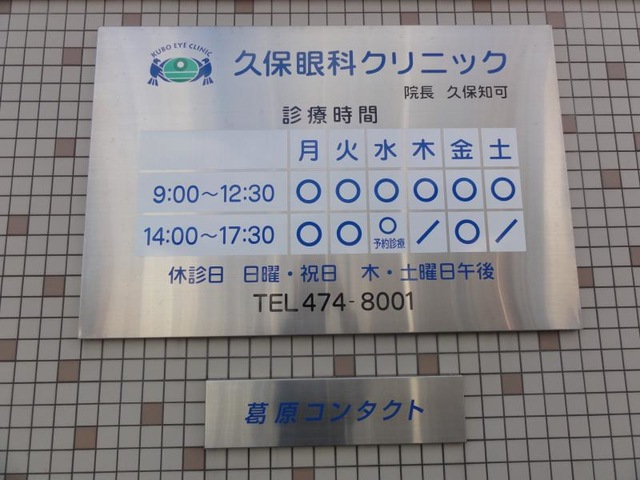 KUBO EYE CLINIC
久保眼科クリニック
院長 久保知可
診療時間
月 火 水 木 金 土
9:00～12:30 ○ ○ ○ ○ ○ ○
14:00～17:30 ○ ○ ○ ／ ○ ／
予約診療
休診日 日曜・祝日 木・土曜日午後
TEL 474-8001
葛原コンタクト